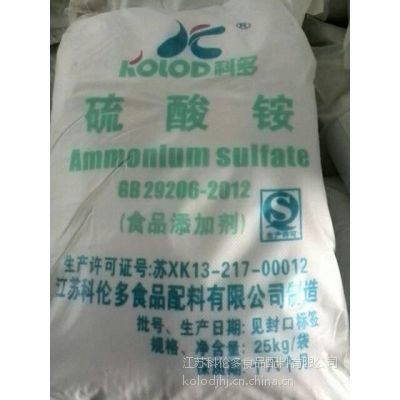 ®
KOLOD科多
硫酸铵
Ammonium sulfate
GB 29206-2012
(食品添加剂)
生产许可
生产许可证号:苏XK13-217-00012
江苏科伦多食品配料有限公司制造
批号、生产日期:见封口标签
规格、净含量:25kg/袋
江苏科伦多食品配料有限公司
kolodjhj.cn.china.cn